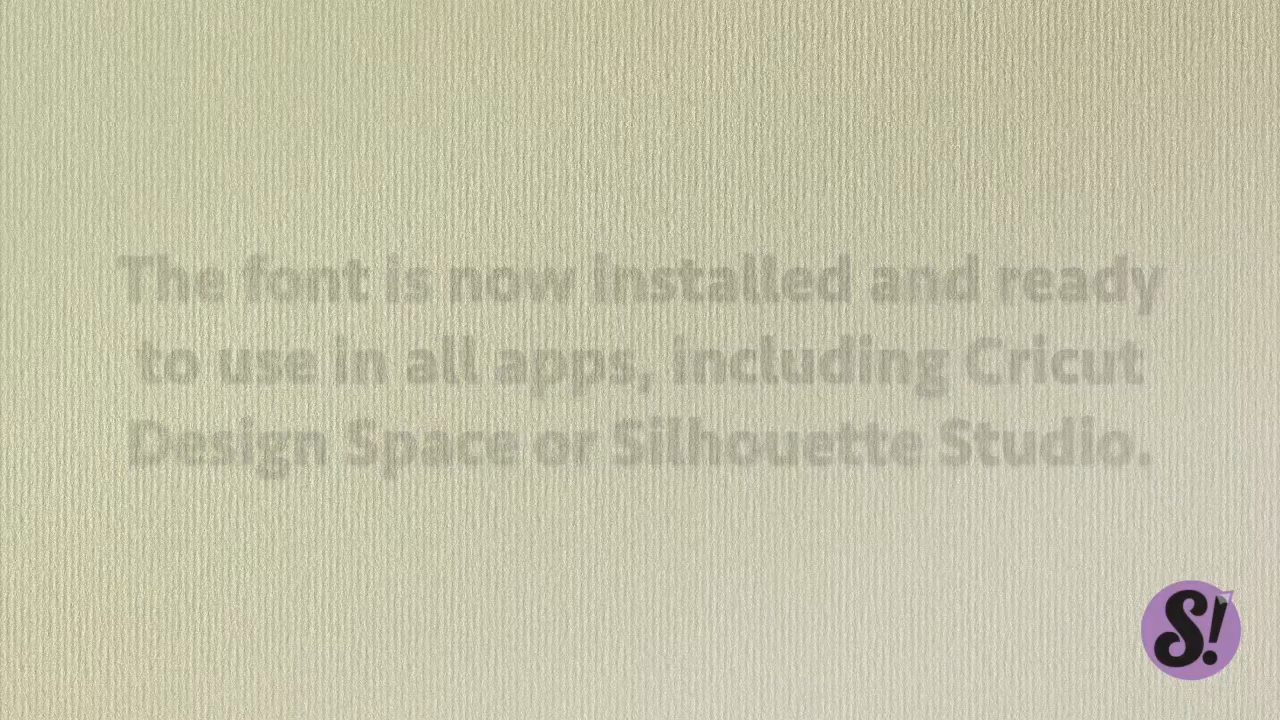 The font is now installed and ready
to use in all apps, including Cricut
Design Space or Silhouette Studio.
S!